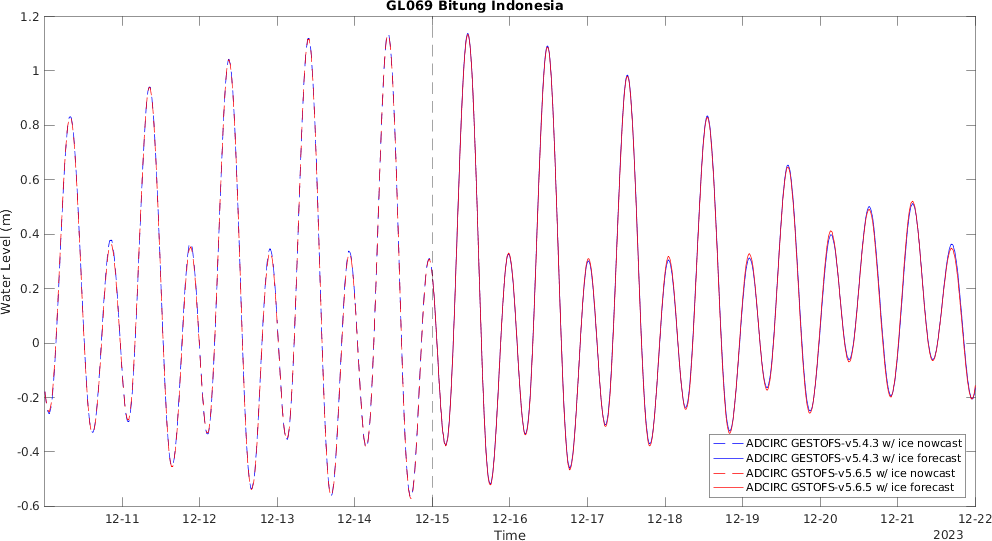 GL069 Bitung Indonesia
1.2
1
0.8
0.6
0.4
0.2
0
-0.2
-0.4
-0.6
Water Level (m)
ADCIRC GESTOFS-v5.4.3 w/ ice nowcast
ADCIRC GESTOFS-v5.4.3 w/ ice forecast
ADCIRC GSTOFS-v5.6.5 w/ ice nowcast
ADCIRC GSTOFS-v5.6.5 w/ ice forecast
12-11 12-12 12-13 12-14 12-15 12-16 12-17 12-18 12-19 12-20 12-21 12-22
Time
2023